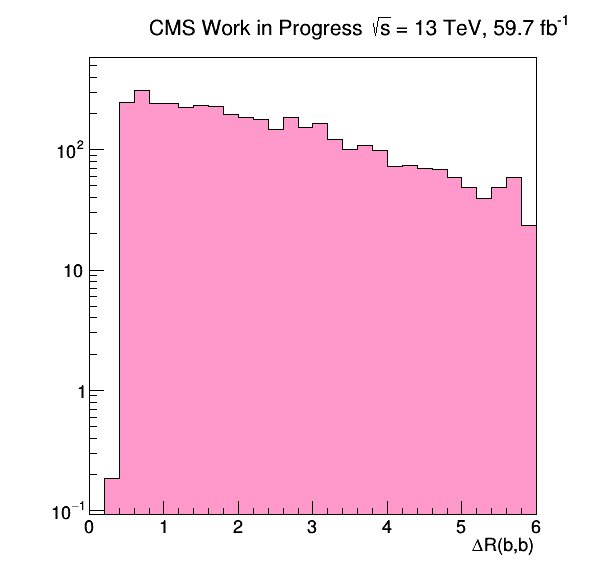 CMS Work in Progress √s = 13 TeV, 59.7 fb⁻¹
10²
10
1
10⁻¹
0 1 2 3 4 5 6
ΔR(b,b)